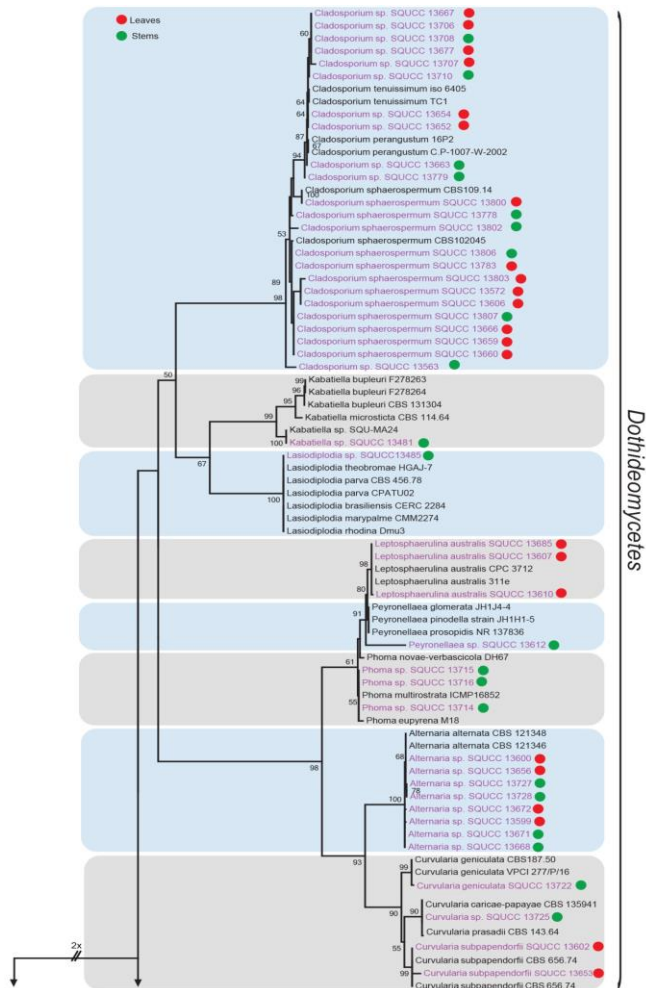 Leaves
Stems
Cladosporium sp. SQUCC 13667
Cladosporium sp. SQUCC 13706
60
Cladosporium sp. SQUCC 13708
Cladosporium sp. SQUCC 13677
Cladosporium sp. SQUCC 13707
Cladosporium sp. SQUCC 13710
Cladosporium tenuissimum iso 6405
64
Cladosporium tenuissimum TC1
64
Cladosporium sp. SQUCC 13654
Cladosporium sp. SQUCC 13652
87
Cladosporium perangustum 16P2
67
Cladosporium perangustum C.P-1007-W-2002
94
Cladosporium sp. SQUCC 13663
Cladosporium sp. SQUCC 13779
Cladosporium sphaerospermum CBS109.14
100
Cladosporium sphaerospermum SQUCC 13800
Cladosporium sphaerospermum SQUCC 13778
Cladosporium sphaerospermum SQUCC 13802
53
Cladosporium sphaerospermum CBS102045
Cladosporium sphaerospermum SQUCC 13806
Cladosporium sphaerospermum SQUCC 13783
89
Cladosporium sphaerospermum SQUCC 13803
Cladosporium sphaerospermum SQUCC 13572
98
Cladosporium sphaerospermum SQUCC 13606
Cladosporium sphaerospermum SQUCC 13807
Cladosporium sphaerospermum SQUCC 13666
Cladosporium sphaerospermum SQUCC 13659
Cladosporium sphaerospermum SQUCC 13660
Cladosporium sp. SQUCC 13563
50
99
Kabatiella bupleuri F278263
96
Kabatiella bupleuri F278264
95
Kabatiella bupleuri CBS 131304
99
Kabatiella microsticta CBS 114.64
Kabatiella sp. SQU-MA24
100
Kabatiella sp. SQUCC 13481
67
Lasiodiplodia sp. SQUCC13485
Lasiodiplodia theobromae HGAJ-7
Lasiodiplodia parva CBS 456.78
Lasiodiplodia parva CPATU02
100
Lasiodiplodia brasiliensis CERC 2284
Lasiodiplodia marypalme CMM2274
Lasiodiplodia rhodina Dmu3
Leptosphaerulina australis SQUCC 13685
Leptosphaerulina australis SQUCC 13607
98
Leptosphaerulina australis CPC 3712
Leptosphaerulina australis 311e
80
Leptosphaerulina australis SQUCC 13610
Peyronellaea glomerata JH1J4-4
91
Peyronellaea pinodella strain JH1H1-5
Peyronellaea prosopidis NR 137836
Peyronellaea sp. SQUCC 13612
Phoma novae-verbascicola DH67
61
Phoma sp. SQUCC 13715
Phoma sp. SQUCC 13716
Phoma multirostrata ICMP16852
55
Phoma sp. SQUCC 13714
Phoma eupyrena M18
98
Alternaria alternata CBS 121348
Alternaria alternata CBS 121346
68
Alternaria sp. SQUCC 13600
Alternaria sp. SQUCC 13656
Alternaria sp. SQUCC 13727
78
Alternaria sp. SQUCC 13728
100
Alternaria sp. SQUCC 13672
Alternaria sp. SQUCC 13599
Alternaria sp. SQUCC 13671
Alternaria sp. SQUCC 13668
93
Curvularia geniculata CBS187.50
99
Curvularia geniculata VPCI 277/P/16
Curvularia geniculata SQUCC 13722
90
Curvularia caricae-papayae CBS 135941
90
Curvularia sp. SQUCC 13725
Curvularia prasadii CBS 143.64
55
Curvularia subpapendorfii SQUCC 13602
Curvularia subpapendorfii CBS 656.74
99
Curvularia subpapendorfii SQUCC 13653
Curvularia subpapendorfii CBS 656.74
2x
Dothideomycetes